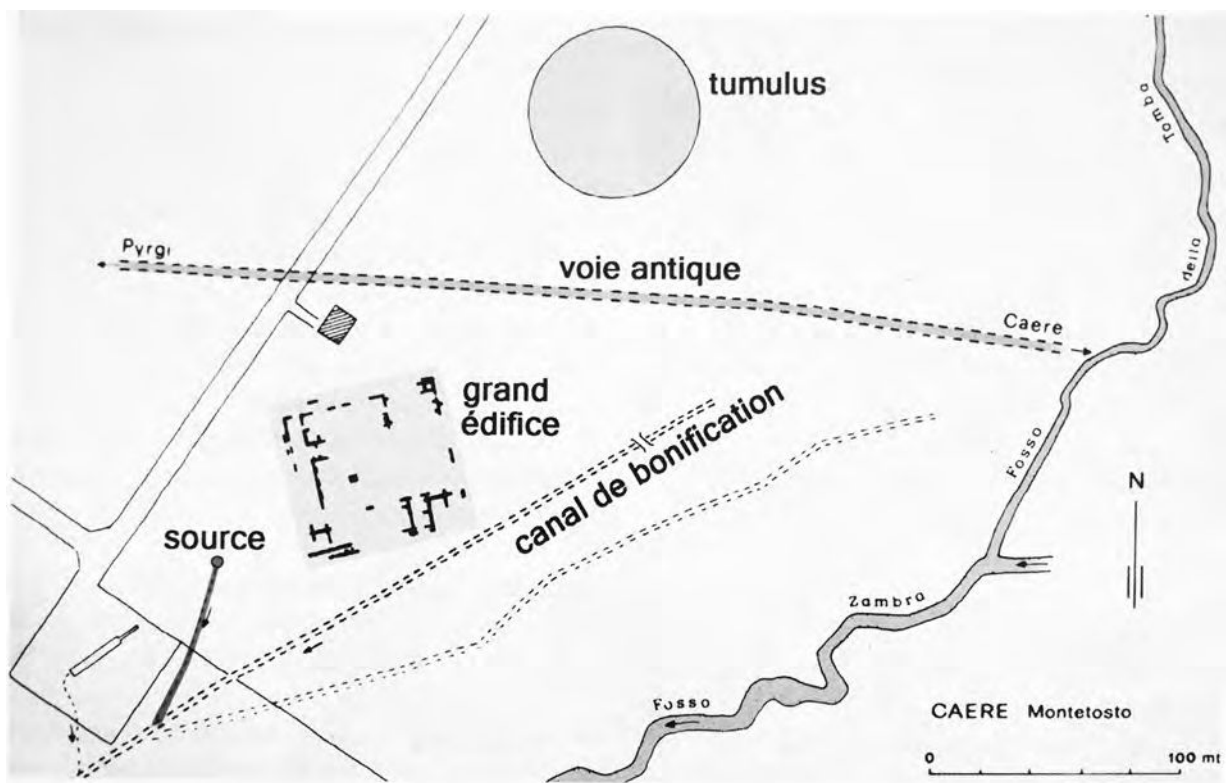 tumulus
Tomba
della
Fosso
Pyrgi
voie antique
Caere
grand
édifice
canal de bonification
source
N
Zambra
Fosso
CAERE Montetosto
0 100 mt